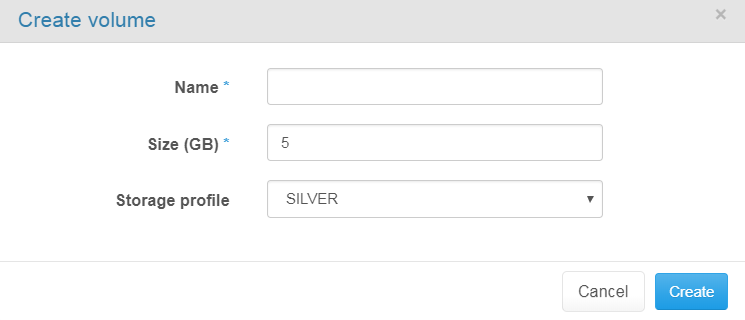 Create volume ×
Name *
Size (GB) * 5
Storage profile SILVER
Cancel Create